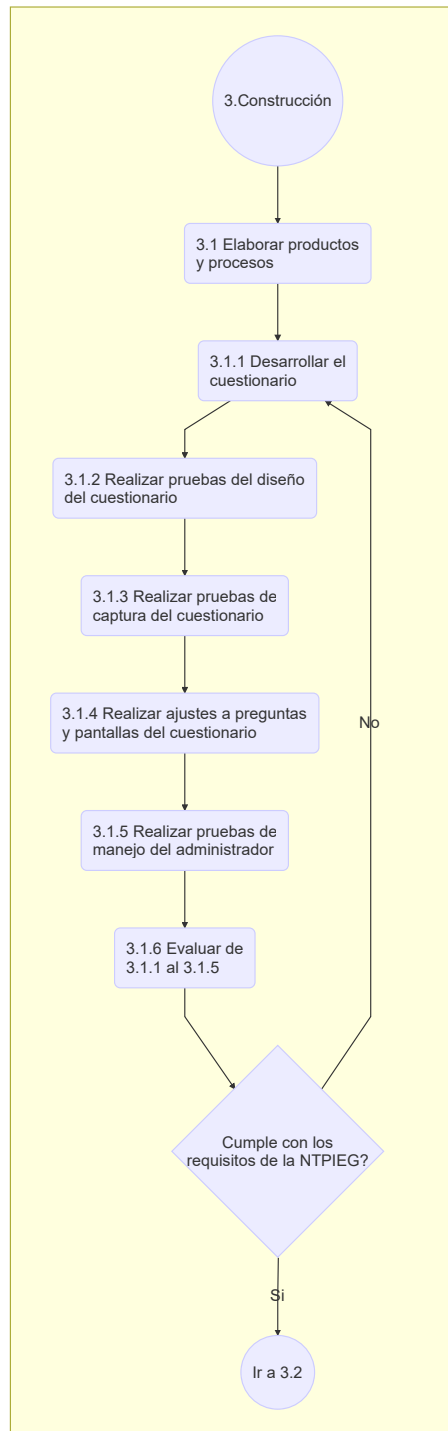 3.Construcción
3.1 Elaborar productos
y procesos
3.1.1 Desarrollar el
cuestionario
3.1.2 Realizar pruebas del diseño
del cuestionario
3.1.3 Realizar pruebas de
captura del cuestionario
3.1.4 Realizar ajustes a preguntas
y pantallas del cuestionario
No
3.1.5 Realizar pruebas de
manejo del administrador
3.1.6 Evaluar de
3.1.1 al 3.1.5
Cumple con los
requisitos de la NTPIEG?
Si
Ir a 3.2